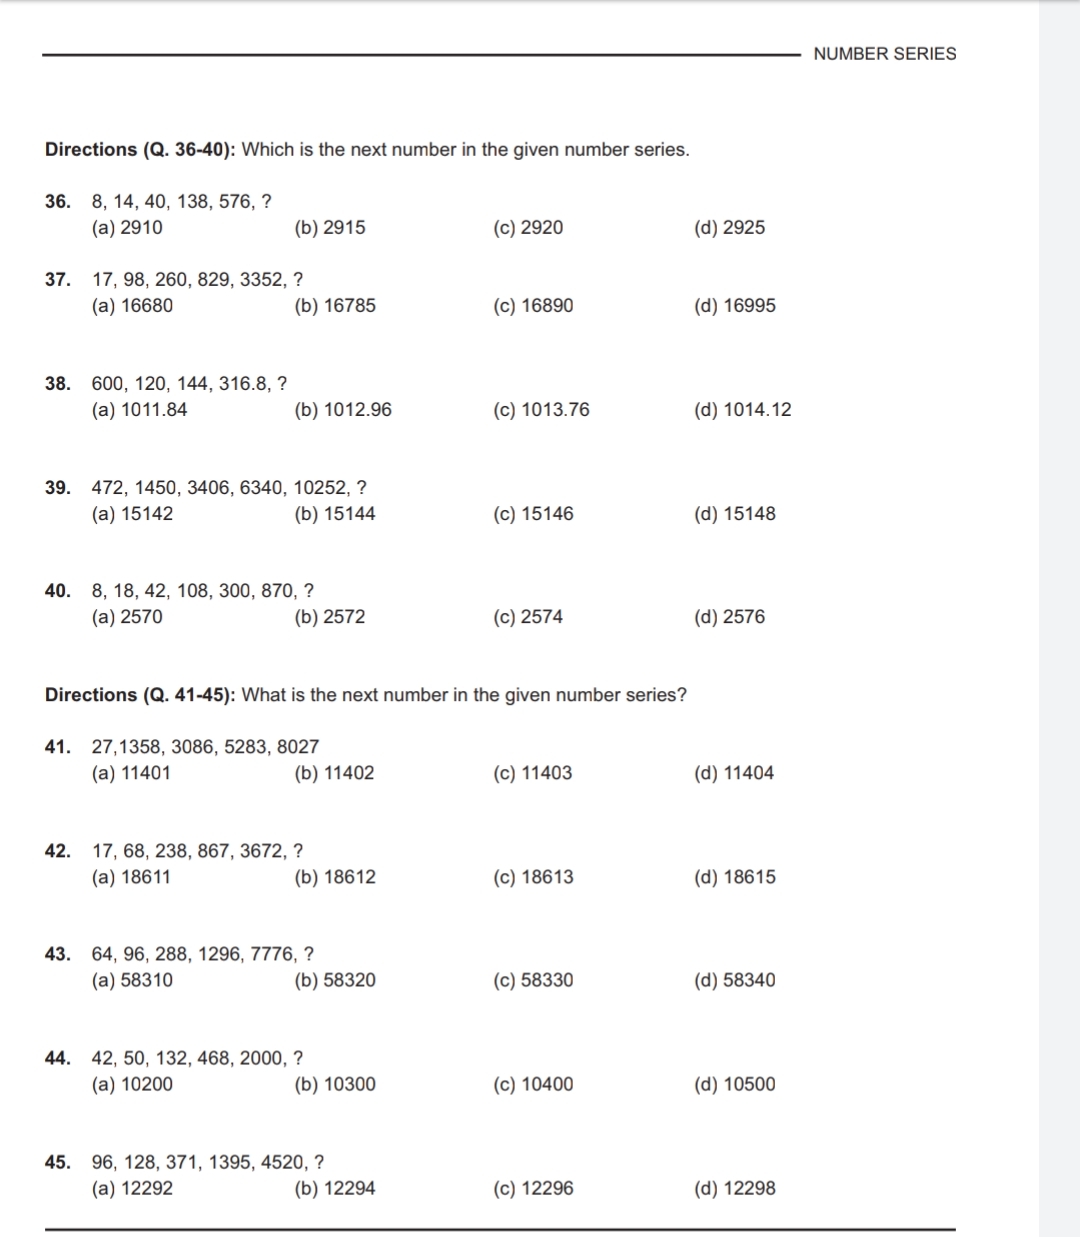 NUMBER SERIES
Directions (Q. 36-40): Which is the next number in the given number series.
36. 8, 14, 40, 138, 576, ?
(a) 2910 (b) 2915 (c) 2920 (d) 2925
37. 17, 98, 260, 829, 3352, ?
(a) 16680 (b) 16785 (c) 16890 (d) 16995
38. 600, 120, 144, 316.8, ?
(a) 1011.84 (b) 1012.96 (c) 1013.76 (d) 1014.12
39. 472, 1450, 3406, 6340, 10252, ?
(a) 15142 (b) 15144 (c) 15146 (d) 15148
40. 8, 18, 42, 108, 300, 870, ?
(a) 2570 (b) 2572 (c) 2574 (d) 2576
Directions (Q. 41-45): What is the next number in the given number series?
41. 27,1358, 3086, 5283, 8027
(a) 11401 (b) 11402 (c) 11403 (d) 11404
42. 17, 68, 238, 867, 3672, ?
(a) 18611 (b) 18612 (c) 18613 (d) 18615
43. 64, 96, 288, 1296, 7776, ?
(a) 58310 (b) 58320 (c) 58330 (d) 58340
44. 42, 50, 132, 468, 2000, ?
(a) 10200 (b) 10300 (c) 10400 (d) 10500
45. 96, 128, 371, 1395, 4520, ?
(a) 12292 (b) 12294 (c) 12296 (d) 12298